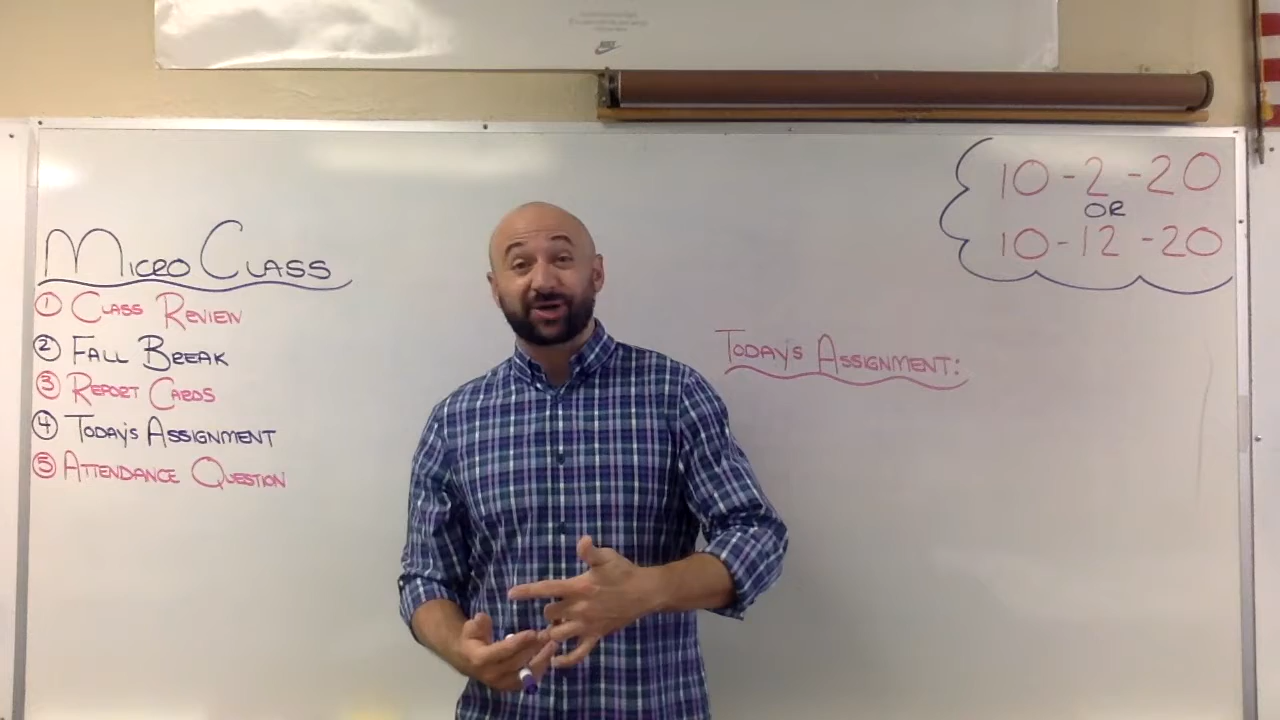 Micro Class
① Class Review
② Fall Break
③ Report Cards
④ Today's Assignment
⑤ Attendance Question
Today's Assignment:
10-2-20
OR
10-12-20